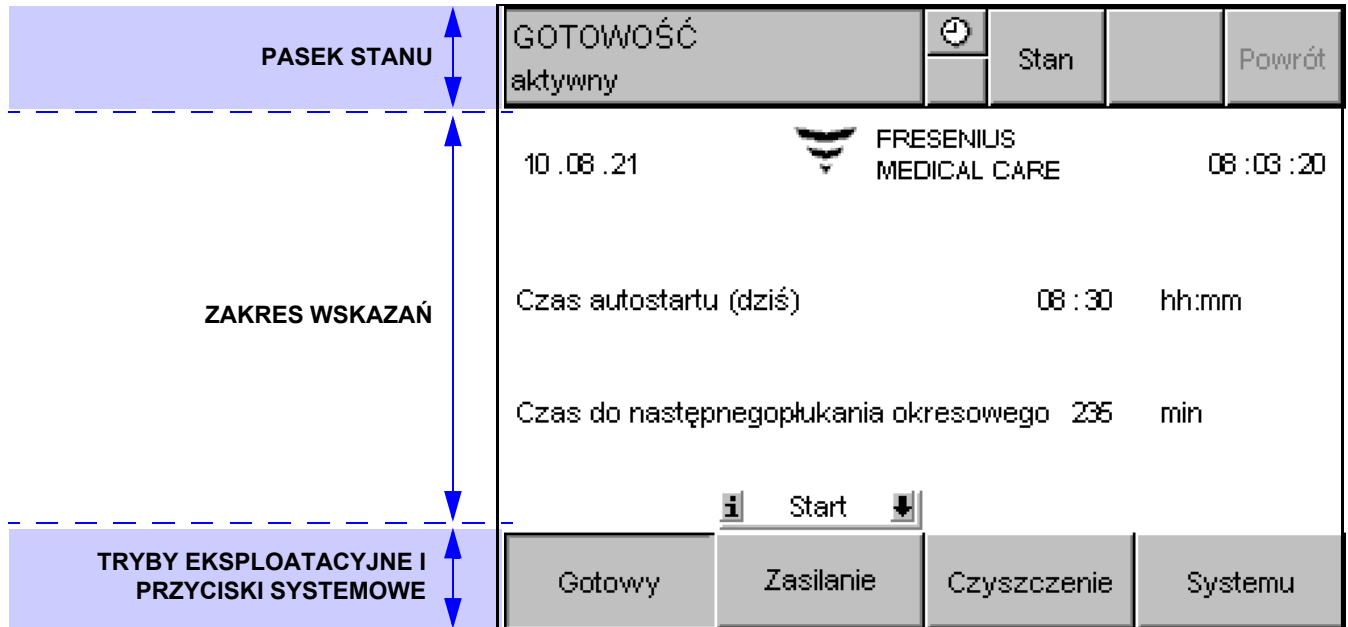 PASEK STANU
GOTOWOŚĆ
aktywny
Stan
Powrót
10.08.21
FRESENIUS
MEDICAL CARE
08:03:20
ZAKRES WSKAZAŃ
Czas autostartu (dziś) 08:30 hh:mm
Czas do następnegopłukania okresowego 235 min
i Start
TRYBY EKSPLOATACYJNE I
PRZYCISKI SYSTEMOWE
Gotowy
Zasilanie
Czyszczenie
Systemu